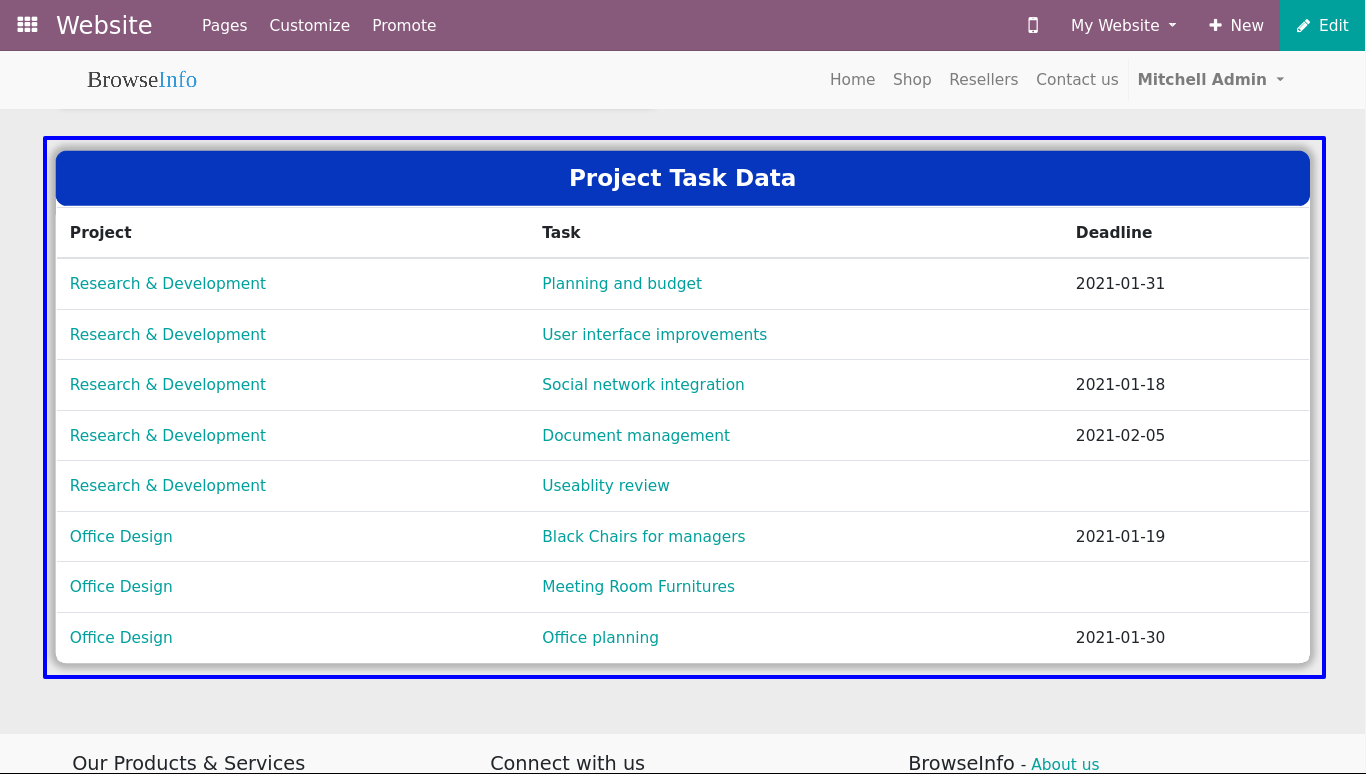 Website Pages Customize Promote My Website New Edit
BrowseInfo Home Shop Resellers Contact us Mitchell Admin
Project Task Data
Project Task Deadline
Research & Development Planning and budget 2021-01-31
Research & Development User interface improvements
Research & Development Social network integration 2021-01-18
Research & Development Document management 2021-02-05
Research & Development Useablity review
Office Design Black Chairs for managers 2021-01-19
Office Design Meeting Room Furnitures
Office Design Office planning 2021-01-30
Our Products & Services Connect with us BrowseInfo - About us